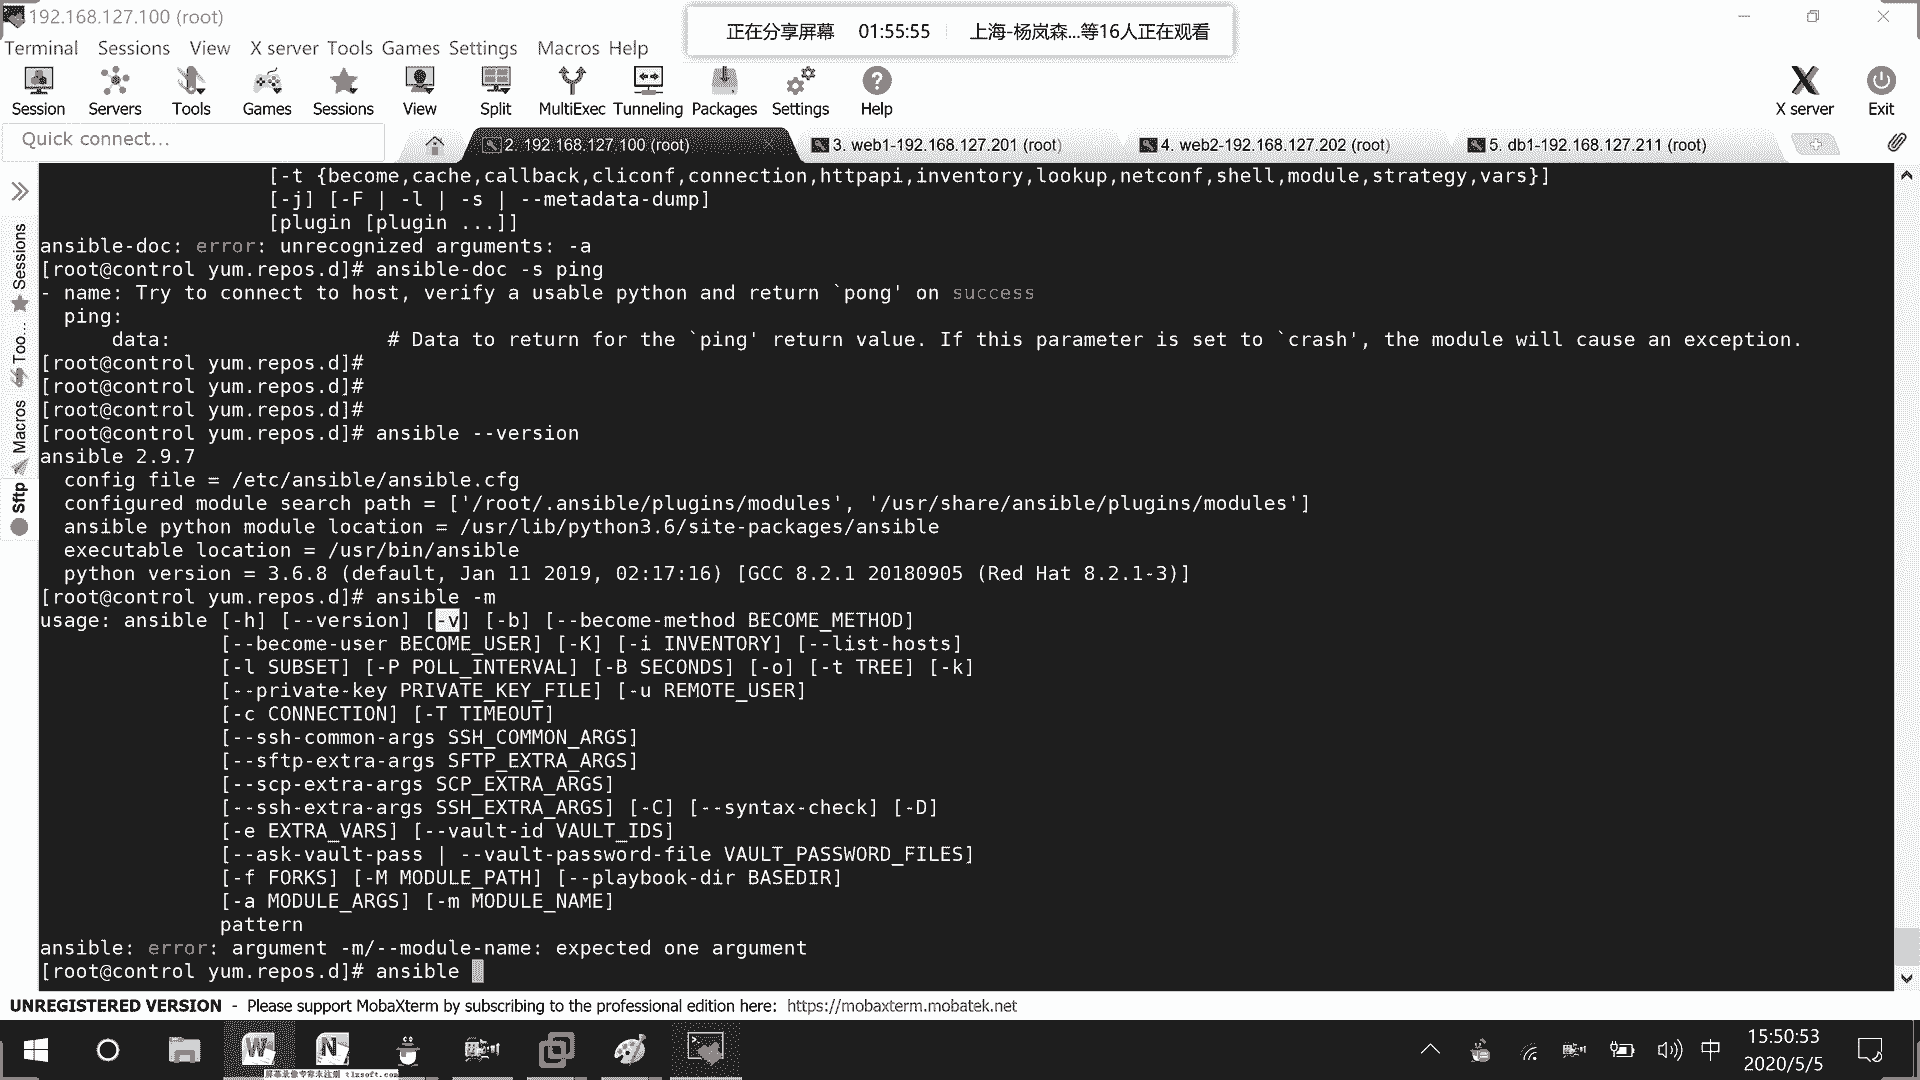 192.168.127.100 (root)
正在分享屏幕 01:55:55 上海-杨岚森...等16人正在观看
Terminal Sessions View X server Tools Games Settings Macros Help
Session Servers Tools Games Sessions View Split MultiExec Tunneling Packages Settings Help X server Exit
Quick connect...
2. 192.168.127.100 (root) 3. web1-192.168.127.201 (root) 4. web2-192.168.127.202 (root) 5. db1-192.168.127.211 (root)
Sessions
Too...
Macros
Sftp
[-t {become,cache,callback,cliconf,connection,httpapi,inventory,lookup,netconf,shell,module,strategy,vars}]
[-j] [-F | -l | -s | --metadata-dump]
[plugin [plugin ...]]
ansible-doc: error: unrecognized arguments: -a
[root@control yum.repos.d]# ansible-doc -s ping
- name: Try to connect to host, verify a usable python and return `pong' on success
ping:
data: # Data to return for the `ping' return value. If this parameter is set to `crash', the module will cause an exception.
[root@control yum.repos.d]#
[root@control yum.repos.d]#
[root@control yum.repos.d]#
[root@control yum.repos.d]# ansible --version
ansible 2.9.7
config file = /etc/ansible/ansible.cfg
configured module search path = ['/root/.ansible/plugins/modules', '/usr/share/ansible/plugins/modules']
ansible python module location = /usr/lib/python3.6/site-packages/ansible
executable location = /usr/bin/ansible
python version = 3.6.8 (default, Jan 11 2019, 02:17:16) [GCC 8.2.1 20180905 (Red Hat 8.2.1-3)]
[root@control yum.repos.d]# ansible -m
usage: ansible [-h] [--version] [-v] [-b] [--become-method BECOME_METHOD]
[--become-user BECOME_USER] [-K] [-i INVENTORY] [--list-hosts]
[-l SUBSET] [-P POLL_INTERVAL] [-B SECONDS] [-o] [-t TREE] [-k]
[--private-key PRIVATE_KEY_FILE] [-u REMOTE_USER]
[-c CONNECTION] [-T TIMEOUT]
[--ssh-common-args SSH_COMMON_ARGS]
[--sftp-extra-args SFTP_EXTRA_ARGS]
[--scp-extra-args SCP_EXTRA_ARGS]
[--ssh-extra-args SSH_EXTRA_ARGS] [-C] [--syntax-check] [-D]
[-e EXTRA_VARS] [--vault-id VAULT_IDS]
[--ask-vault-pass | --vault-password-file VAULT_PASSWORD_FILES]
[-f FORKS] [-M MODULE_PATH] [--playbook-dir BASEDIR]
[-a MODULE_ARGS] [-m MODULE_NAME]
pattern
ansible: error: argument -m/--module-name: expected one argument
[root@control yum.repos.d]# ansible
UNREGISTERED VERSION - Please support MobaXterm by subscribing to the professional edition here: https://mobaxterm.mobatek.net
中 15:50:53
2020/5/5
屏幕录像专家未注册 tlxsoft.com